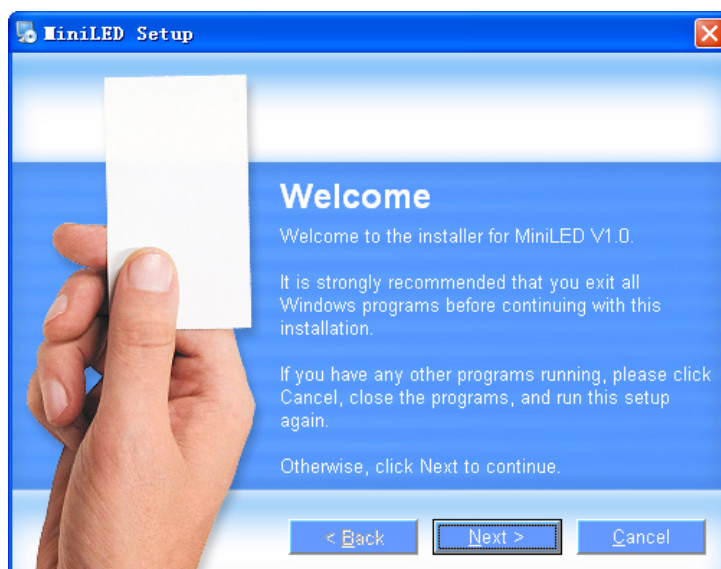 MiniLED Setup
Welcome
Welcome to the installer for MiniLED V1.0.
It is strongly recommended that you exit all
Windows programs before continuing with this
installation.
If you have any other programs running, please click
Cancel, close the programs, and run this setup
again.
Otherwise, click Next to continue.
< Back
Next >
Cancel